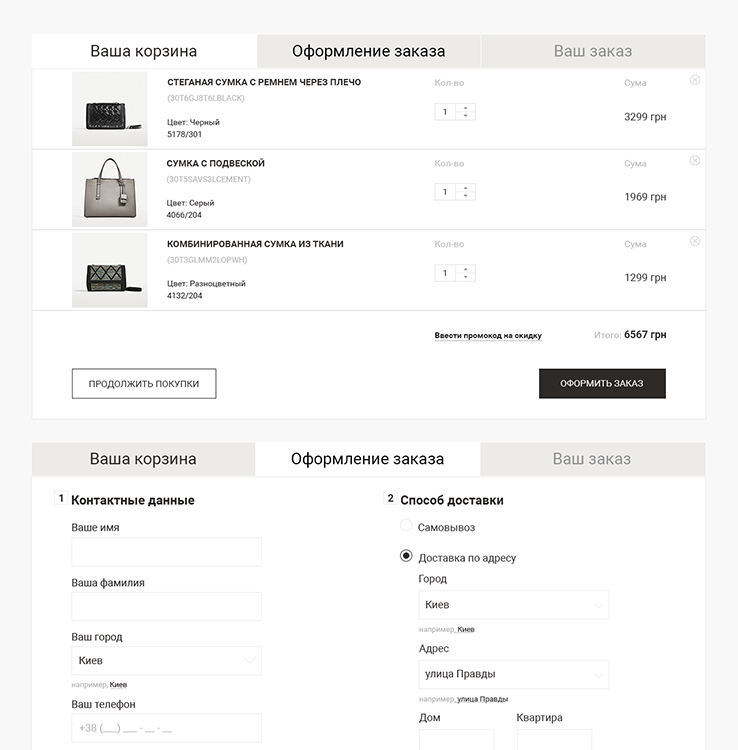 Ваша корзина Оформление заказа Ваш заказ
СТЕГАНАЯ СУМКА С РЕМНЕМ ЧЕРЕЗ ПЛЕЧО Кол-во Сума
(30T6GJ8T6LBLACK)
1 3299 грн
Цвет: Черный
5178/301
СУМКА С ПОДВЕСКОЙ Кол-во Сума
(30T5SAVS3LCEMENT)
1 1969 грн
Цвет: Серый
4066/204
КОМБИНИРОВАННАЯ СУМКА ИЗ ТКАНИ Кол-во Сума
(30T3GLMM2LOPWH)
1 1299 грн
Цвет: Разноцветный
4132/204
Ввести промокод на скидку Итого: 6567 грн
ПРОДОЛЖИТЬ ПОКУПКИ ОФОРМИТЬ ЗАКАЗ
Ваша корзина Оформление заказа Ваш заказ
1 Контактные данные
Ваше имя
Ваша фамилия
Ваш город
Киев
например, Киев
Ваш телефон
+38 (___) ___ - __ - __
2 Способ доставки
Самовывоз
Доставка по адресу
Город
Киев
например, Киев
Адрес
улица Правды
например, улица Правды
Дом Квартира